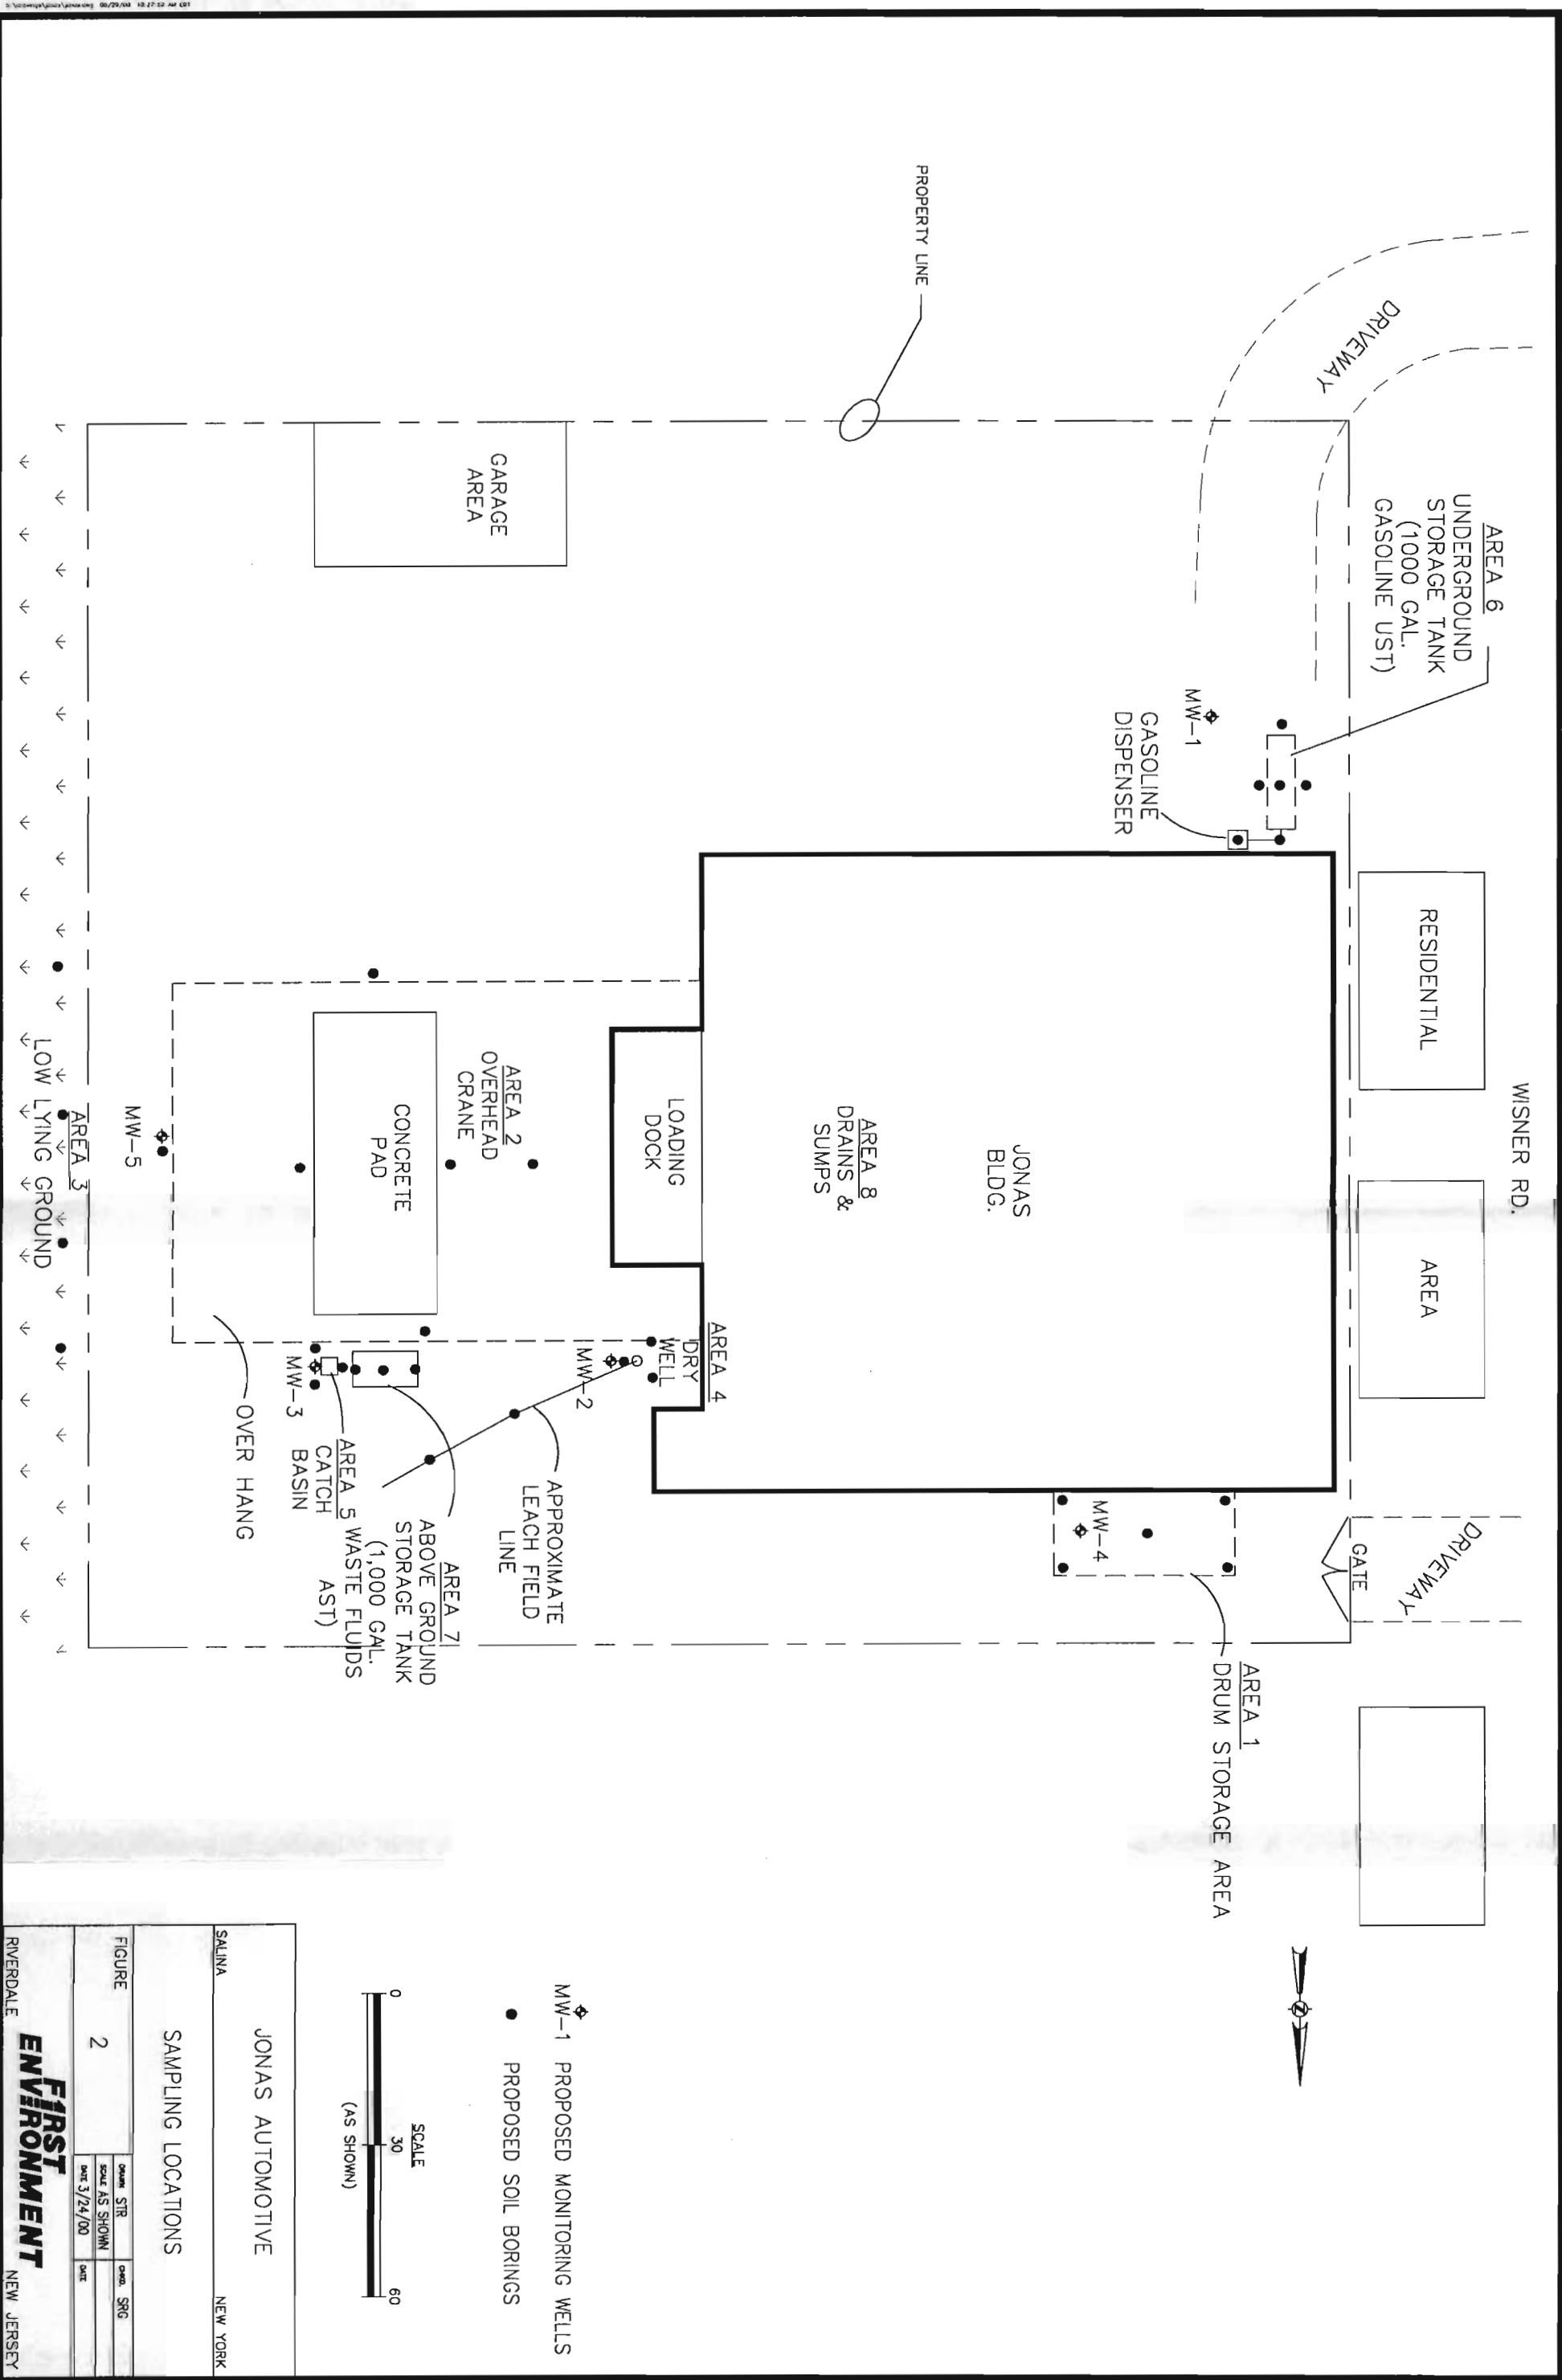 WISNER RD.
DRIVEWAY
AREA 6
UNDERGROUND
STORAGE TANK
(1000 GAL.
GASOLINE UST)
RESIDENTIAL
AREA
DRIVEWAY
GATE
PROPERTY LINE
MW-1
GASOLINE
DISPENSER
JONAS
BLDG.
AREA 8
DRAINS &
SUMPS
MW-4
AREA 1
DRUM STORAGE AREA
LOADING
DOCK
AREA 4
DRY
WELL
MW-2
APPROXIMATE
LEACH FIELD
LINE
GARAGE
AREA
AREA 2
OVERHEAD
CRANE
CONCRETE
PAD
AREA 7
ABOVE GROUND
STORAGE TANK
(1,000 GAL.
WASTE FLUIDS
AST)
AREA 5
CATCH
BASIN
MW-3
OVER HANG
MW-5
AREA 3
LOW LYING GROUND
MW-1 PROPOSED MONITORING WELLS
PROPOSED SOIL BORINGS
SCALE
0 30 60
(AS SHOWN)
JONAS AUTOMOTIVE
SALINA NEW YORK
SAMPLING LOCATIONS
FIGURE
2
DRAWN STR
CHKD. SRG
SCALE AS SHOWN
DATE 3/24/00
DATE
FIRST
ENVIRONMENT
RIVERDALE NEW JERSEY